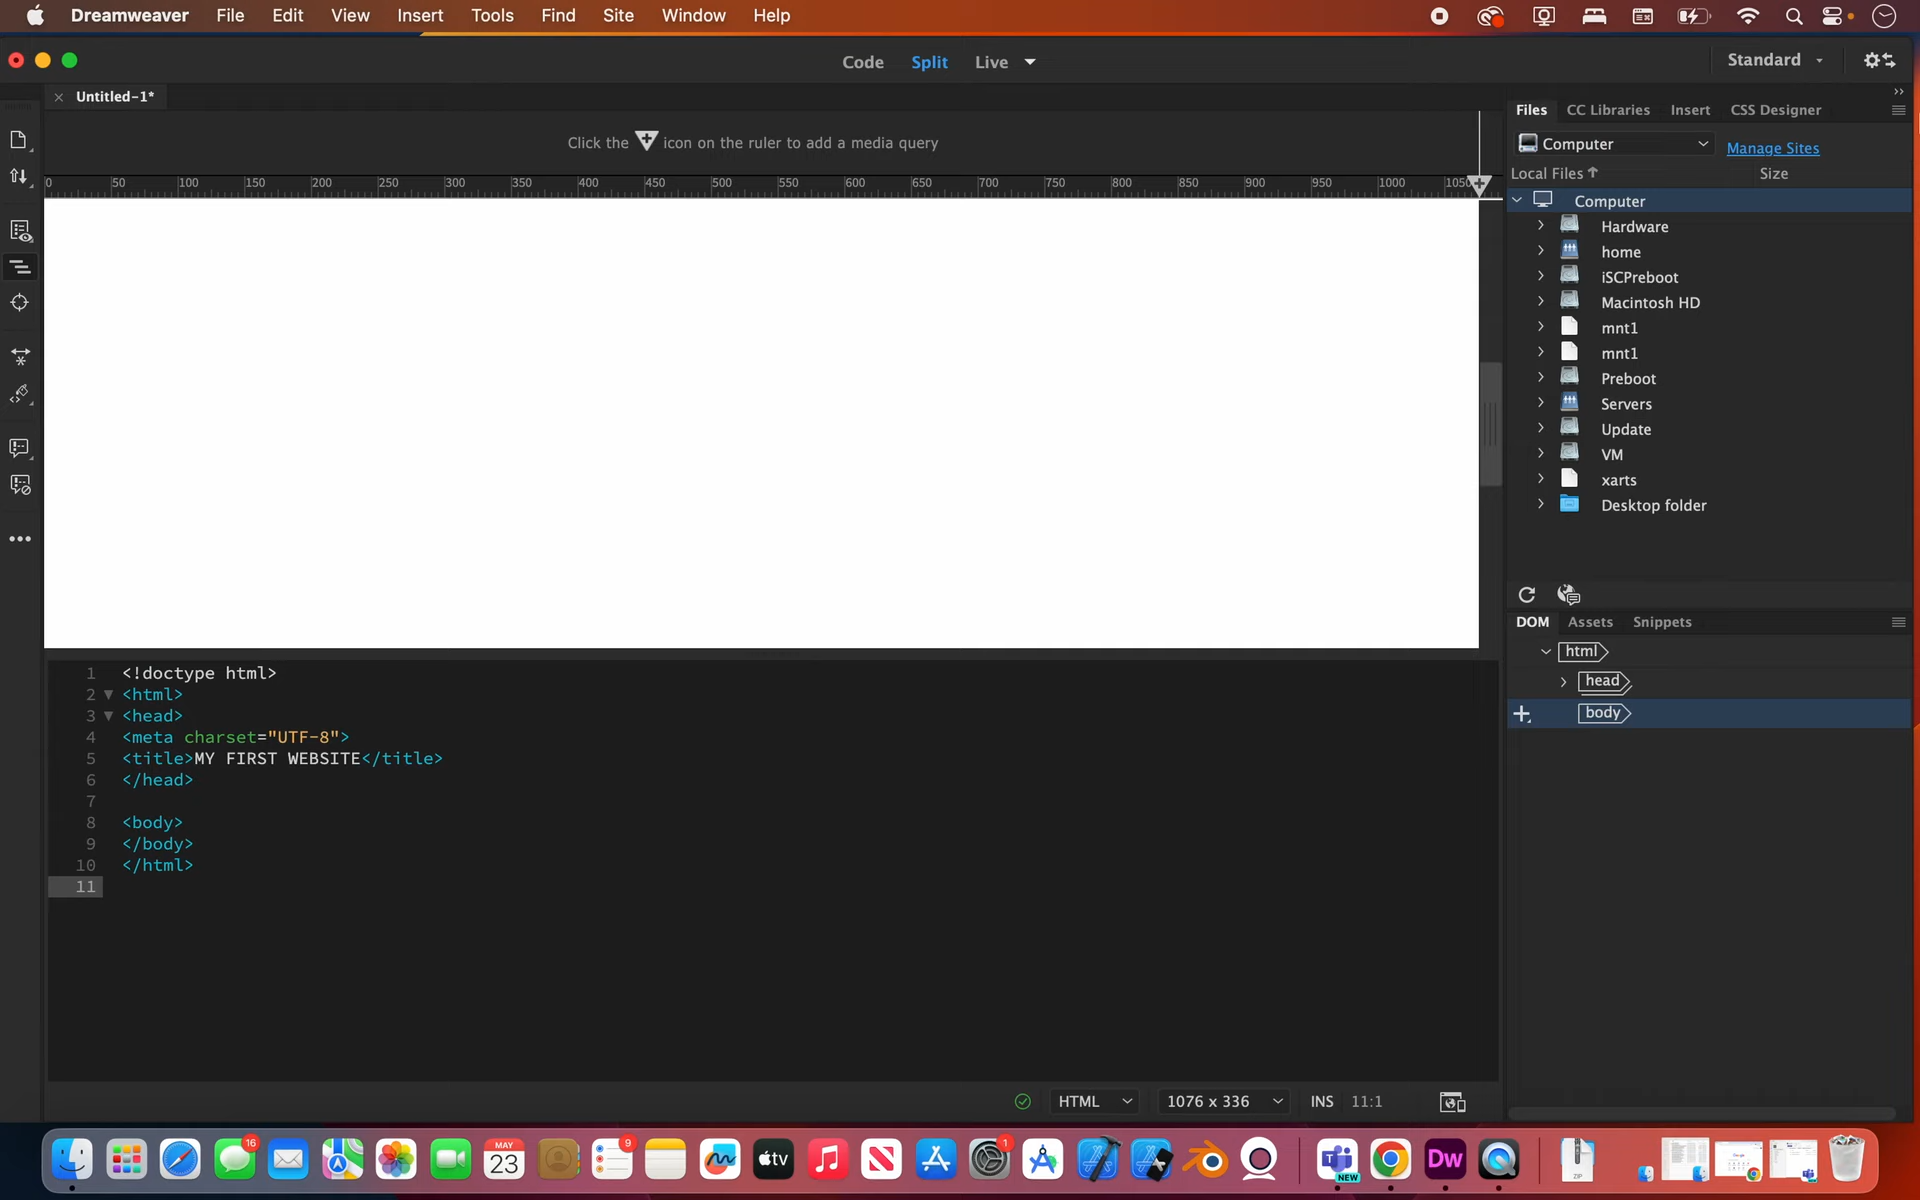 Dreamweaver File Edit View Insert Tools Find Site Window Help
Code Split Live
Standard
Untitled-1*
Click the icon on the ruler to add a media query
0 50 100 150 200 250 300 350 400 450 500 550 600 650 700 750 800 850 900 950 1000 1050
Files CC Libraries Insert CSS Designer
Computer
Manage Sites
Local Files Size
Computer
Hardware
home
iSCPreboot
Macintosh HD
mnt1
mnt1
Preboot
Servers
Update
VM
xarts
Desktop folder
DOM Assets Snippets
html
head
body
1 <!doctype html>
2 <html>
3 <head>
4 <meta charset="UTF-8">
5 <title>MY FIRST WEBSITE</title>
6 </head>
7
8 <body>
9 </body>
10 </html>
11
HTML 1076 x 336 INS 11:1
16
MAY
23
9
tv
1
NEW
Dw
ZIP